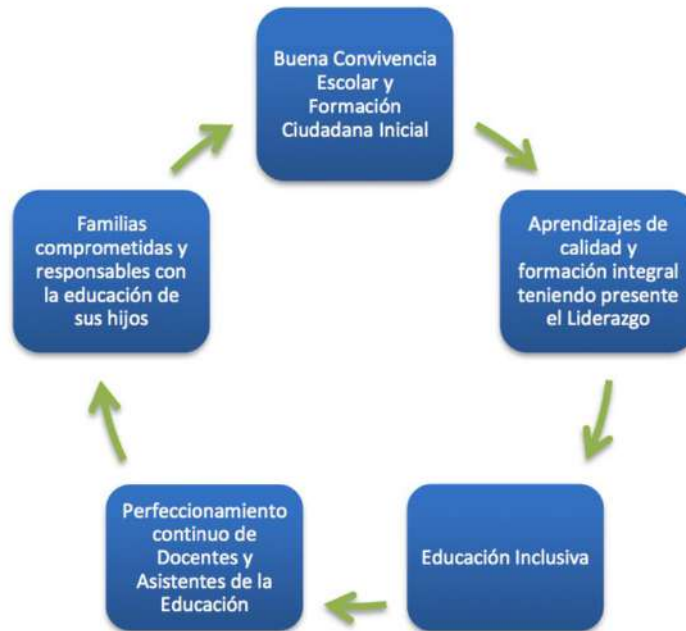 Buena Convivencia
Escolar y
Formación
Ciudadana Inicial
Aprendizajes de
calidad y
formación integral
teniendo presente
el Liderazgo
Educación Inclusiva
Perfeccionamiento
continuo de
Docentes y
Asistentes de la
Educación
Familias
comprometidas y
responsables con
la educación de
sus hijos